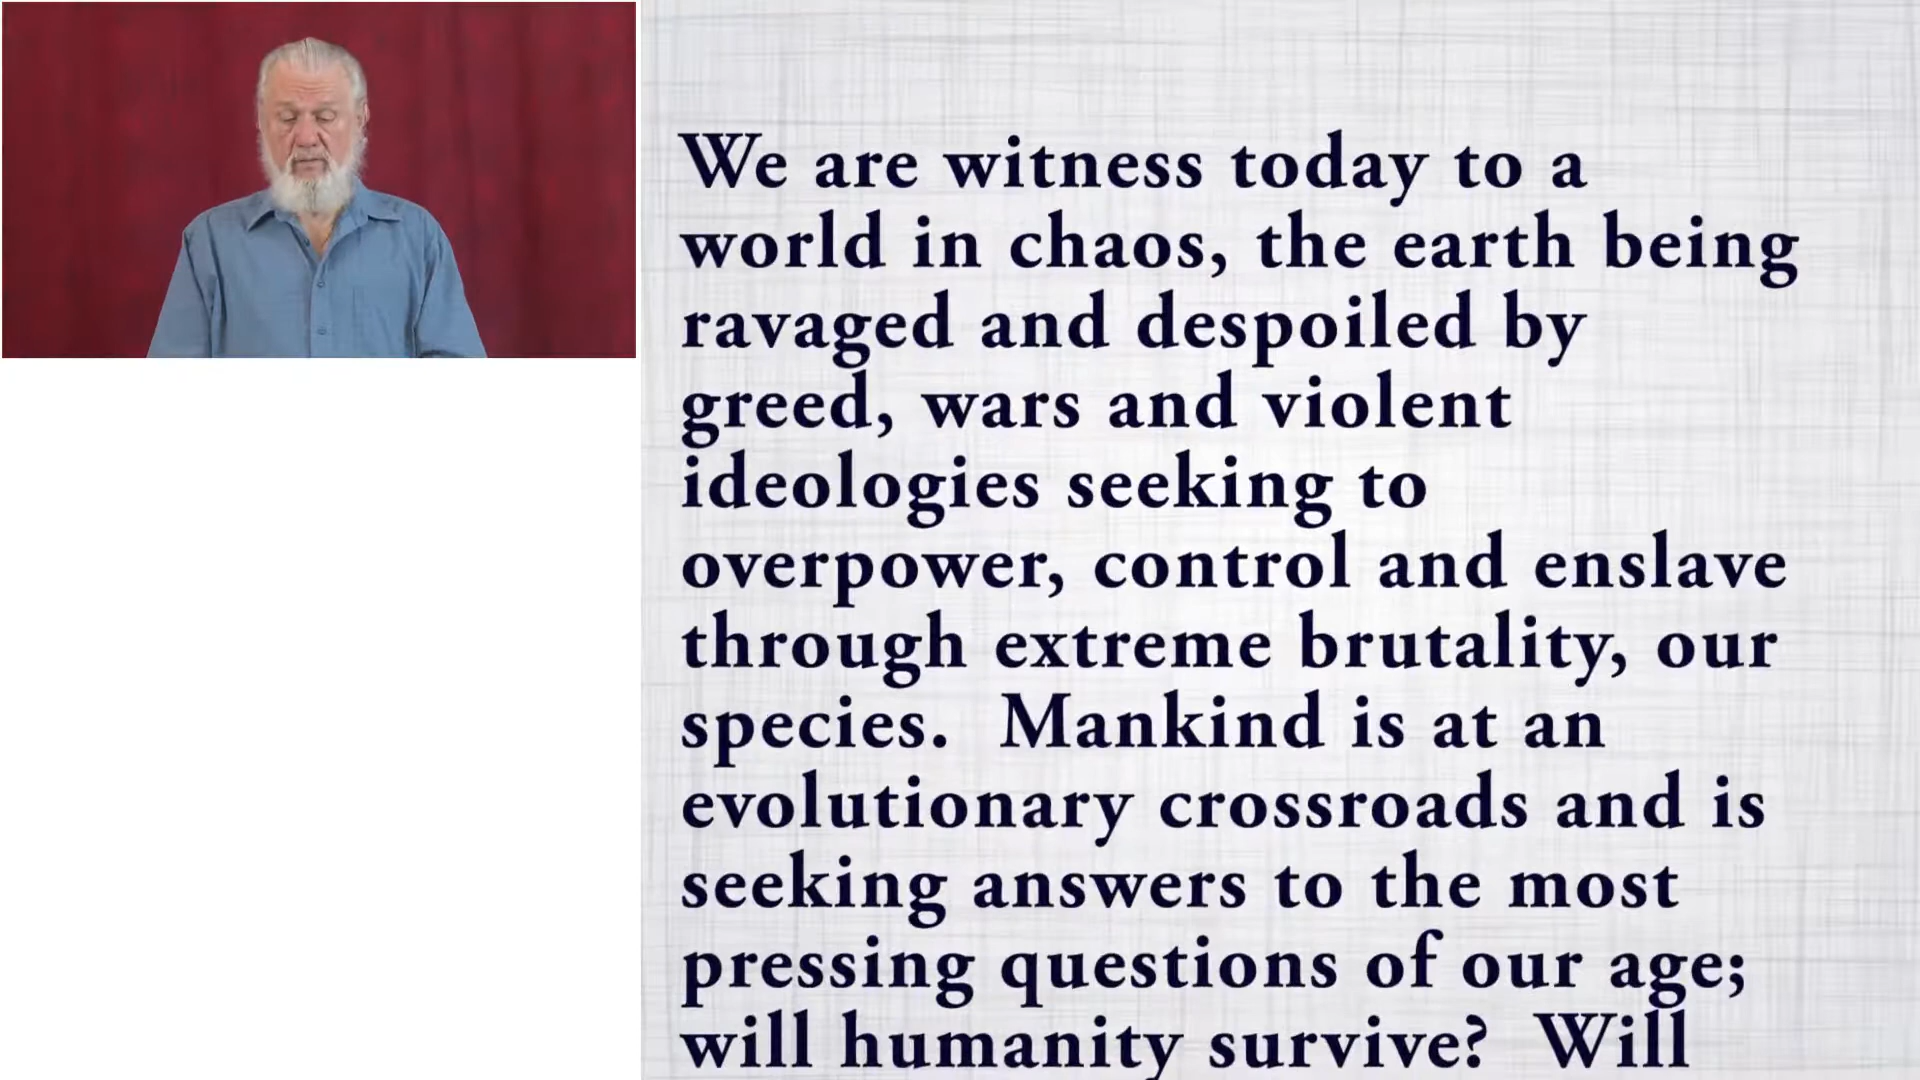 We are witness today to a
world in chaos, the earth being
ravaged and despoiled by
greed, wars and violent
ideologies seeking to
overpower, control and enslave
through extreme brutality, our
species.  Mankind is at an
evolutionary crossroads and is
seeking answers to the most
pressing questions of our age;
will humanity survive?  Will